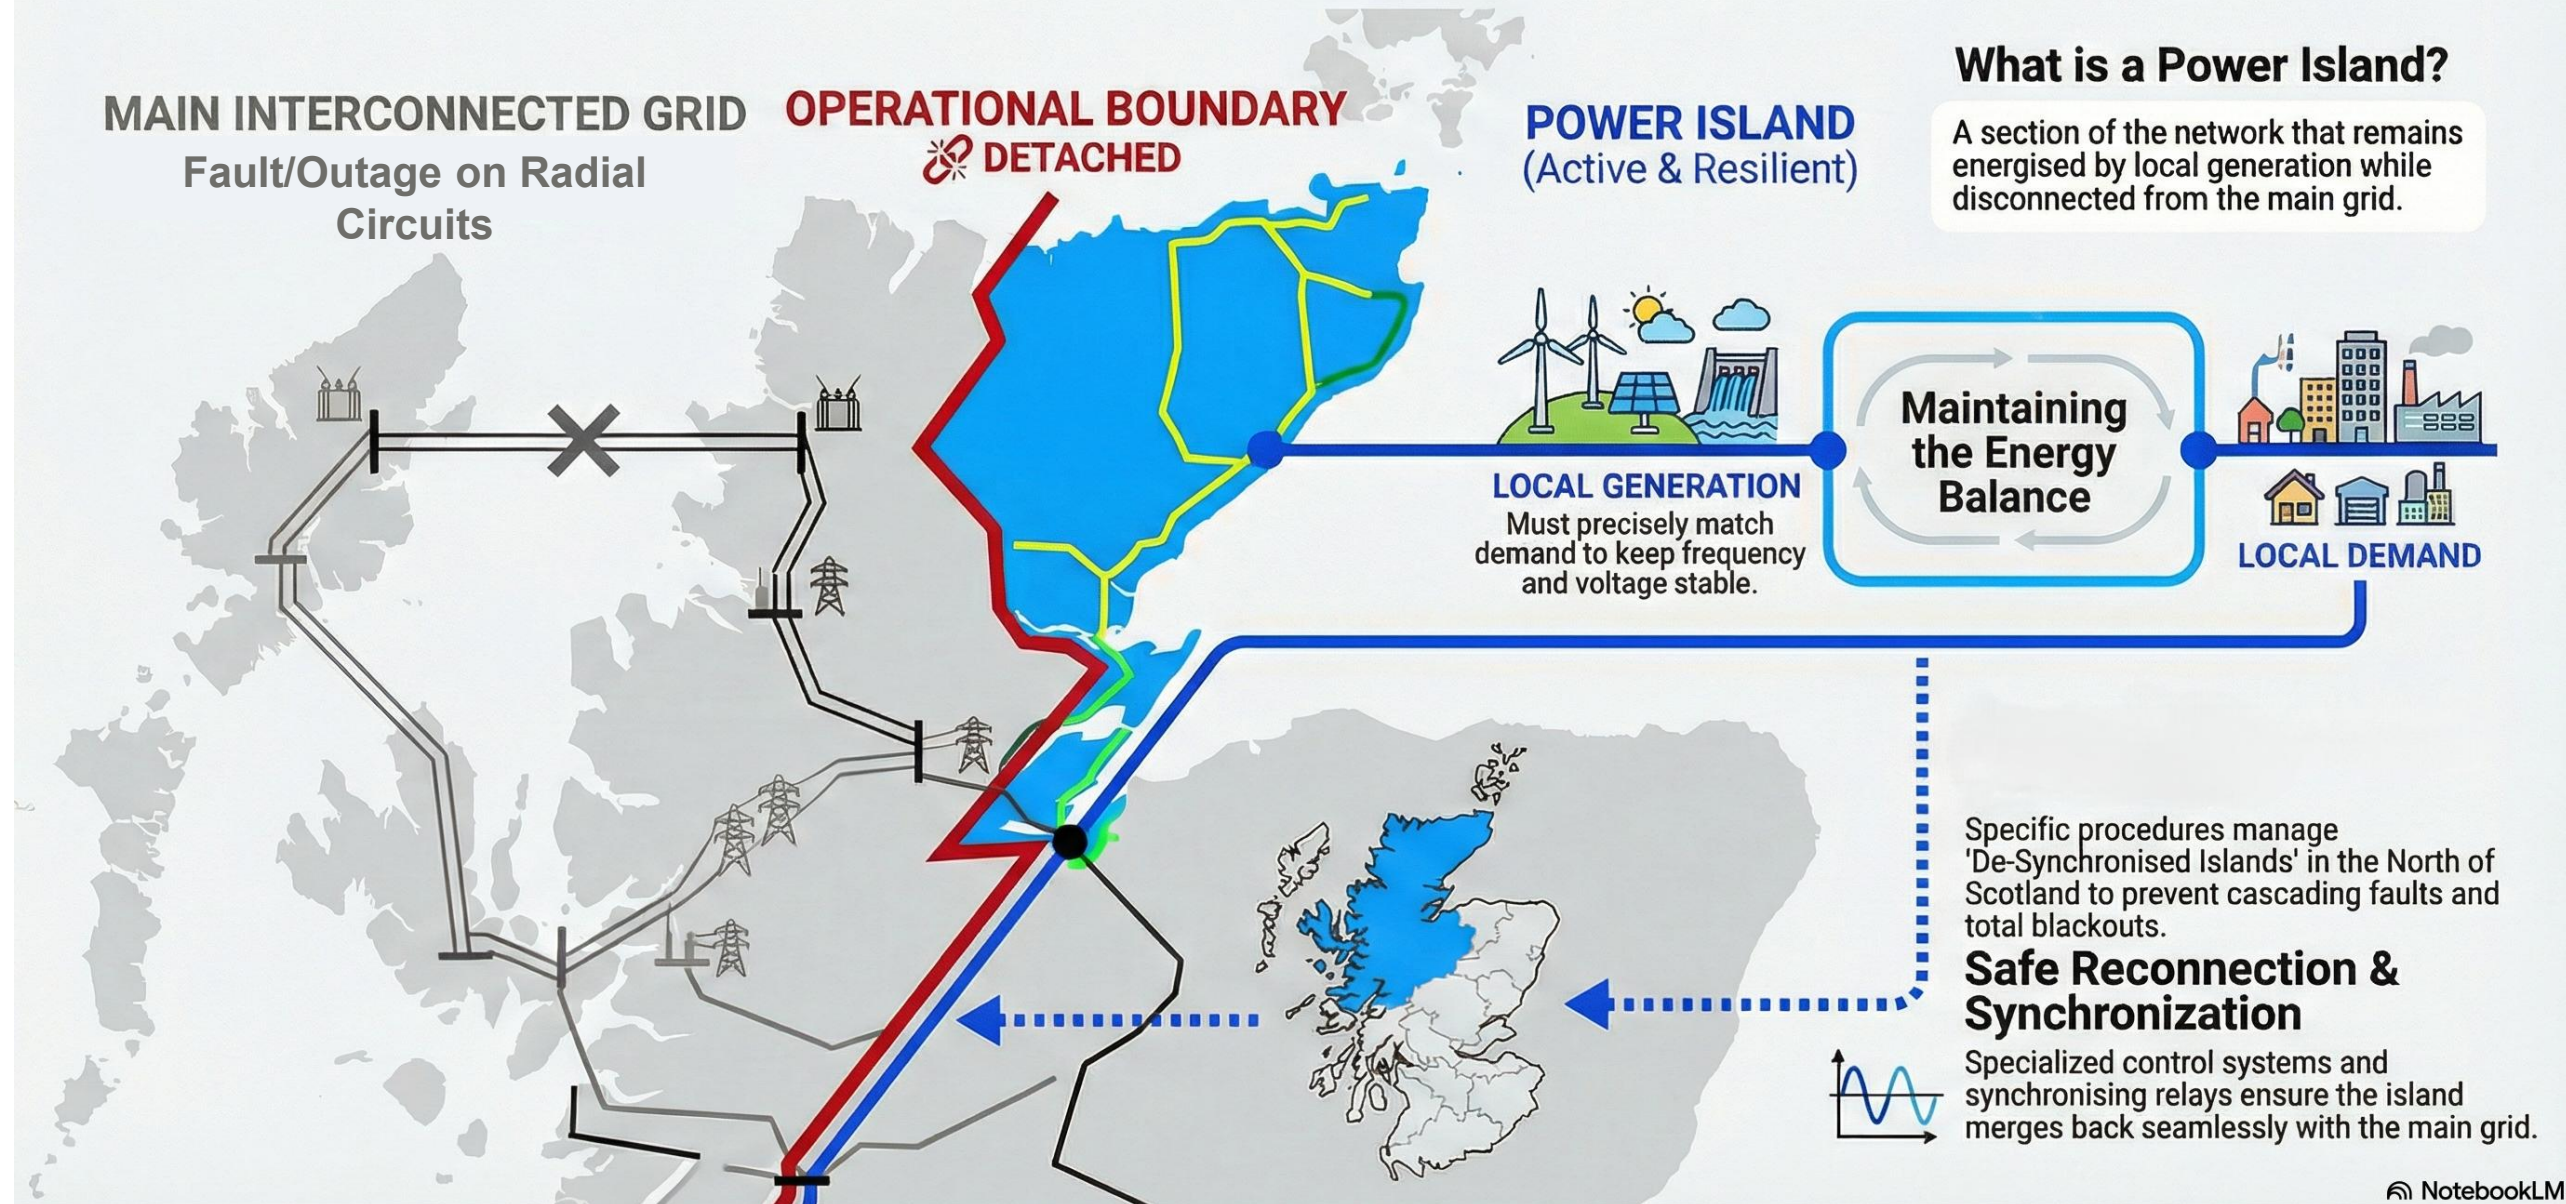 MAIN INTERCONNECTED GRID
Fault/Outage on Radial
Circuits
OPERATIONAL BOUNDARY
DETACHED
POWER ISLAND
(Active & Resilient)
What is a Power Island?
A section of the network that remains
energised by local generation while
disconnected from the main grid.
LOCAL GENERATION
Must precisely match
demand to keep frequency
and voltage stable.
Maintaining
the Energy
Balance
LOCAL DEMAND
Specific procedures manage
'De-Synchronised Islands' in the North of
Scotland to prevent cascading faults and
total blackouts.
Safe Reconnection &
Synchronization
Specialized control systems and
synchronising relays ensure the island
merges back seamlessly with the main grid.
NotebookLM